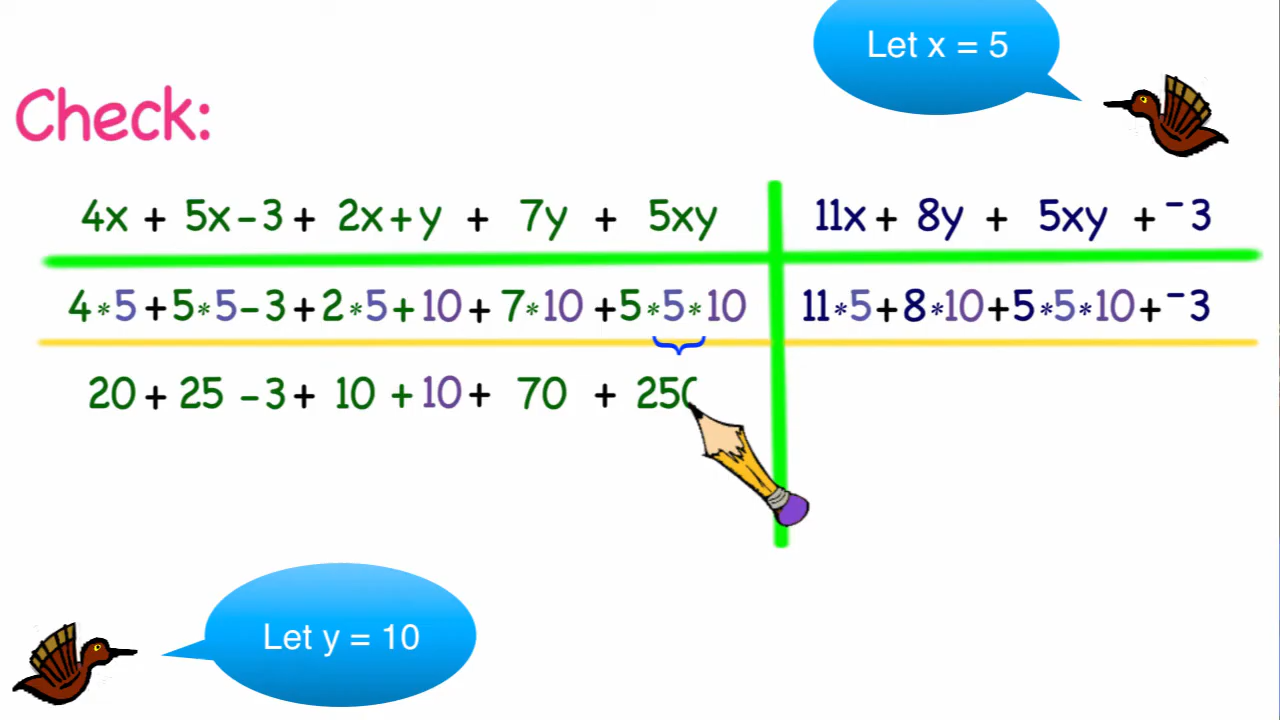 Let x = 5
Check:
4x + 5x - 3 + 2x + y + 7y + 5xy 11x + 8y + 5xy + ⁻3
4 * 5 + 5 * 5 - 3 + 2 * 5 + 10 + 7 * 10 + 5 * 5 * 10 11 * 5 + 8 * 10 + 5 * 5 * 10 + ⁻3
20 + 25 - 3 + 10 + 10 + 70 + 250
Let y = 10